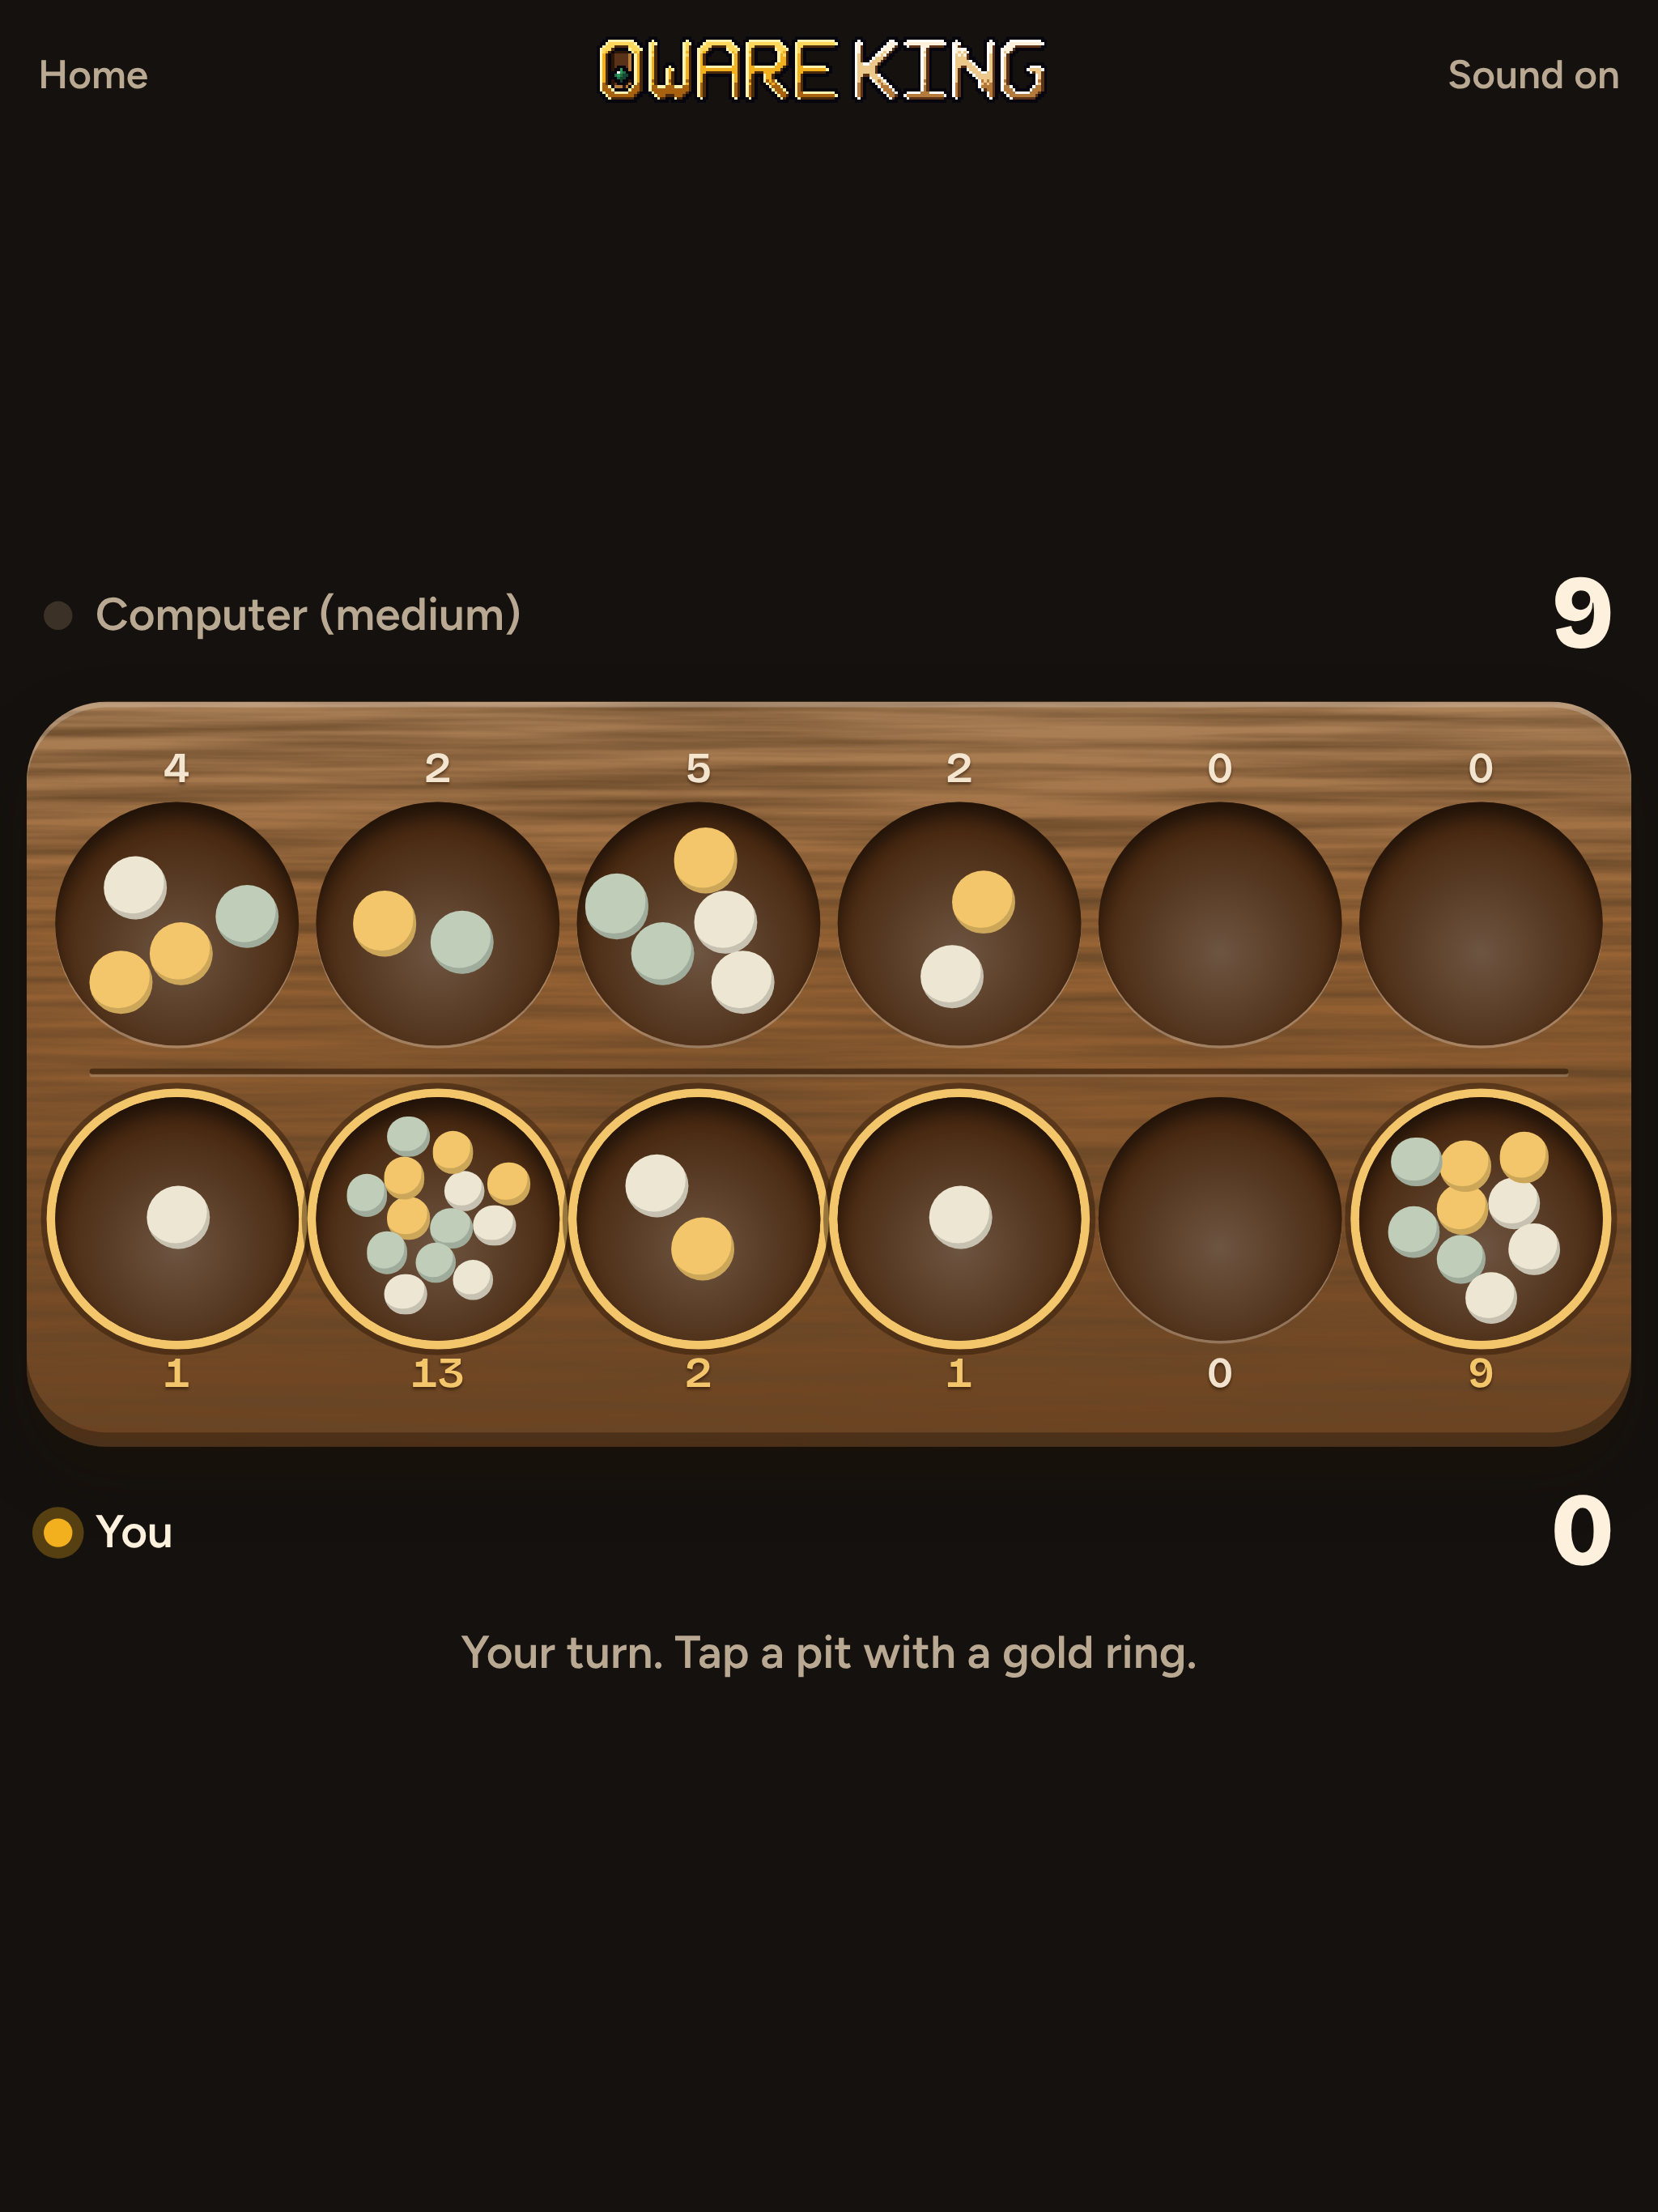 Home
OWARE KING
Sound on
Computer (medium)
9
4 2 5 2 0 0
1 13 2 1 0 9
You
0
Your turn. Tap a pit with a gold ring.